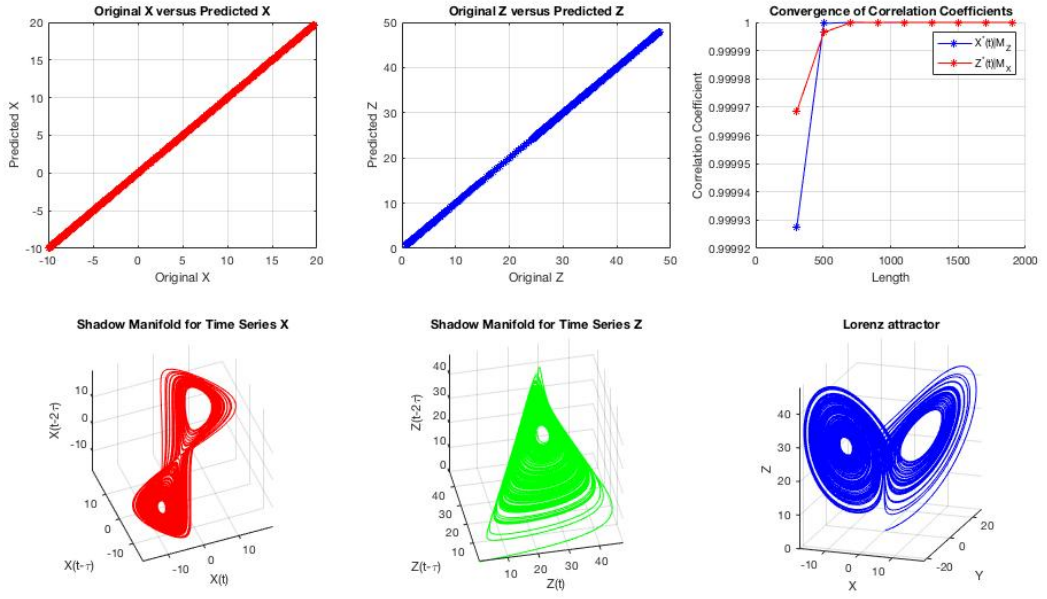 Original X versus Predicted X
20
15
10
5
0
-5
-10
-10 -5 0 5 10 15 20
Predicted X
Original X
Original Z versus Predicted Z
50
40
30
20
10
0
0 10 20 30 40 50
Predicted Z
Original Z
Convergence of Correlation Coefficients
1
0.99999
0.99998
0.99997
0.99996
0.99995
0.99994
0.99993
0.99992
0 500 1000 1500 2000
Correlation Coefficient
Length
X*(t)|M_Z
Z*(t)|M_X
Shadow Manifold for Time Series X
10
0
-10
X(t-2τ)
10
0
-10
X(t-τ)
-10 0 10
X(t)
Shadow Manifold for Time Series Z
40
30
20
10
0
Z(t-2τ)
40
30
20
10
Z(t-τ)
10 20 30 40
Z(t)
Lorenz attractor
40
30
20
10
0
Z
-10 0 10
X
20
0
-20
Y